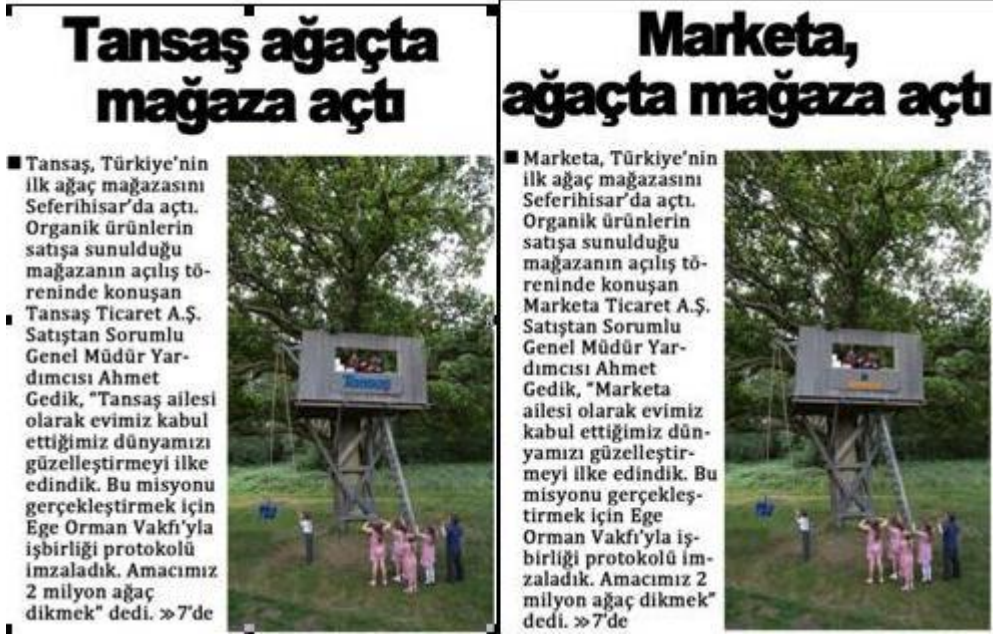 Tansaş ağaçta
mağaza açtı
Tansaş, Türkiye'nin
ilk ağaç mağazasını
Seferihisar'da açtı.
Organik ürünlerin
satışa sunulduğu
mağazanın açılış tö-
reninde konuşan
Tansaş Ticaret A.Ş.
Satıştan Sorumlu
Genel Müdür Yar-
dımcısı Ahmet
Gedik, "Tansaş ailesi
olarak evimiz kabul
ettiğimiz dünyamızı
güzelleştirmeyi ilke
edindik. Bu misyonu
gerçekleştirmek için
Ege Orman Vakfı'yla
işbirliği protokolü
imzaladık. Amacımız
2 milyon ağaç
dikmek" dedi. »7'de
Tansaş
Marketa,
ağaçta mağaza açtı
Marketa, Türkiye'nin
ilk ağaç mağazasını
Seferihisar'da açtı.
Organik ürünlerin
satışa sunulduğu
mağazanın açılış tö-
reninde konuşan
Marketa Ticaret A.Ş.
Satıştan Sorumlu
Genel Müdür Yar-
dımcısı Ahmet
Gedik, "Marketa
ailesi olarak evimiz
kabul ettiğimiz dün-
yamızı güzelleştir-
meyi ilke edindik. Bu
misyonu gerçekleş-
tirmek için Ege
Orman Vakfı'yla iş-
birliği protokolü im-
zaladık. Amacımız 2
milyon ağaç dikmek"
dedi. »7'de